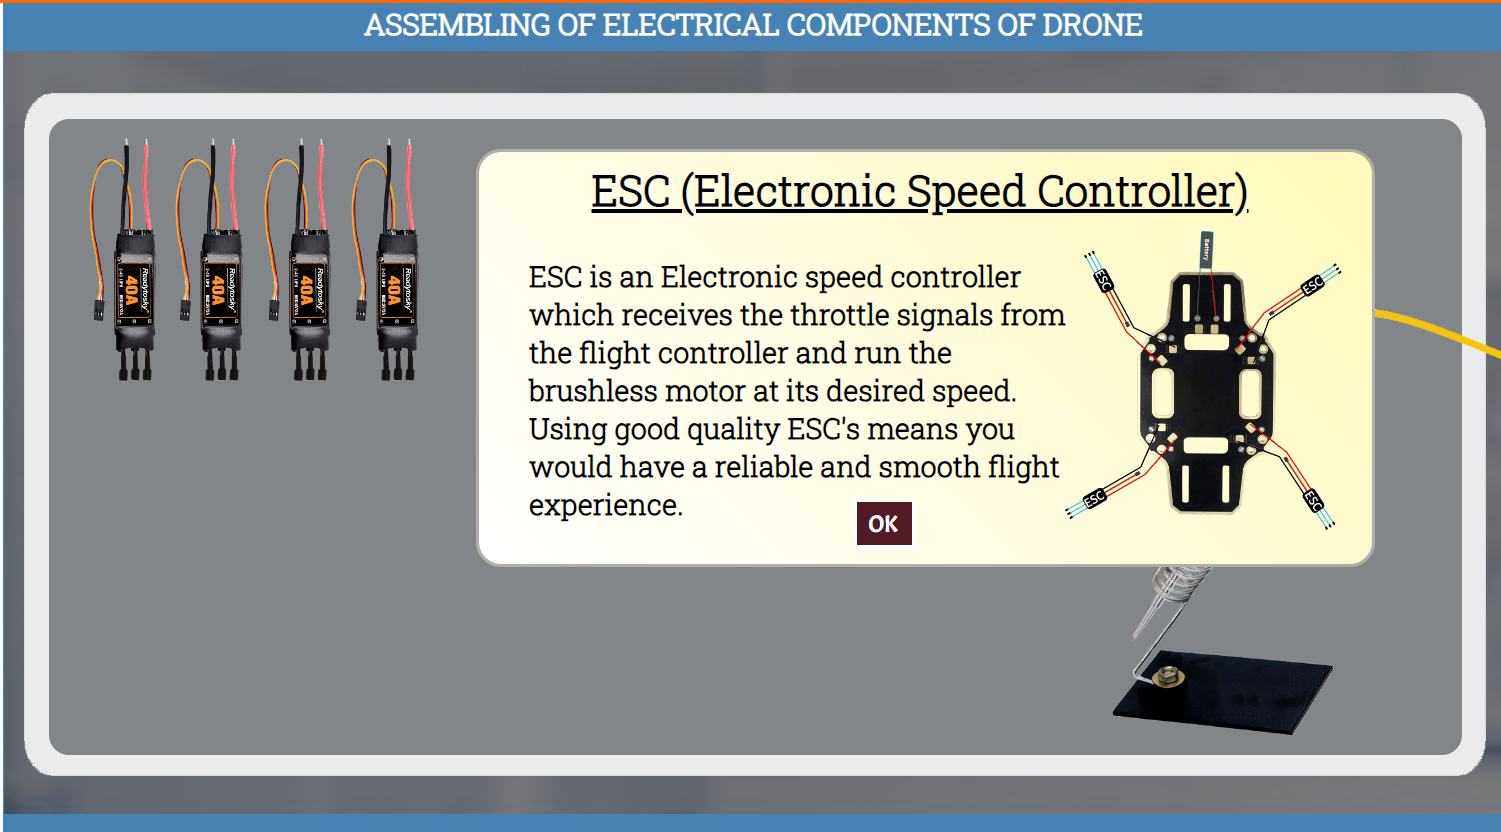 ASSEMBLING OF ELECTRICAL COMPONENTS OF DRONE
ESC (Electronic Speed Controller)
ESC is an Electronic speed controller
which receives the throttle signals from
the flight controller and run the
brushless motor at its desired speed.
Using good quality ESC's means you
would have a reliable and smooth flight
experience.
OK
Battery
ESC
ESC
ESC
ESC
Readytosky
40A
Readytosky
40A
Readytosky
40A
Readytosky
40A